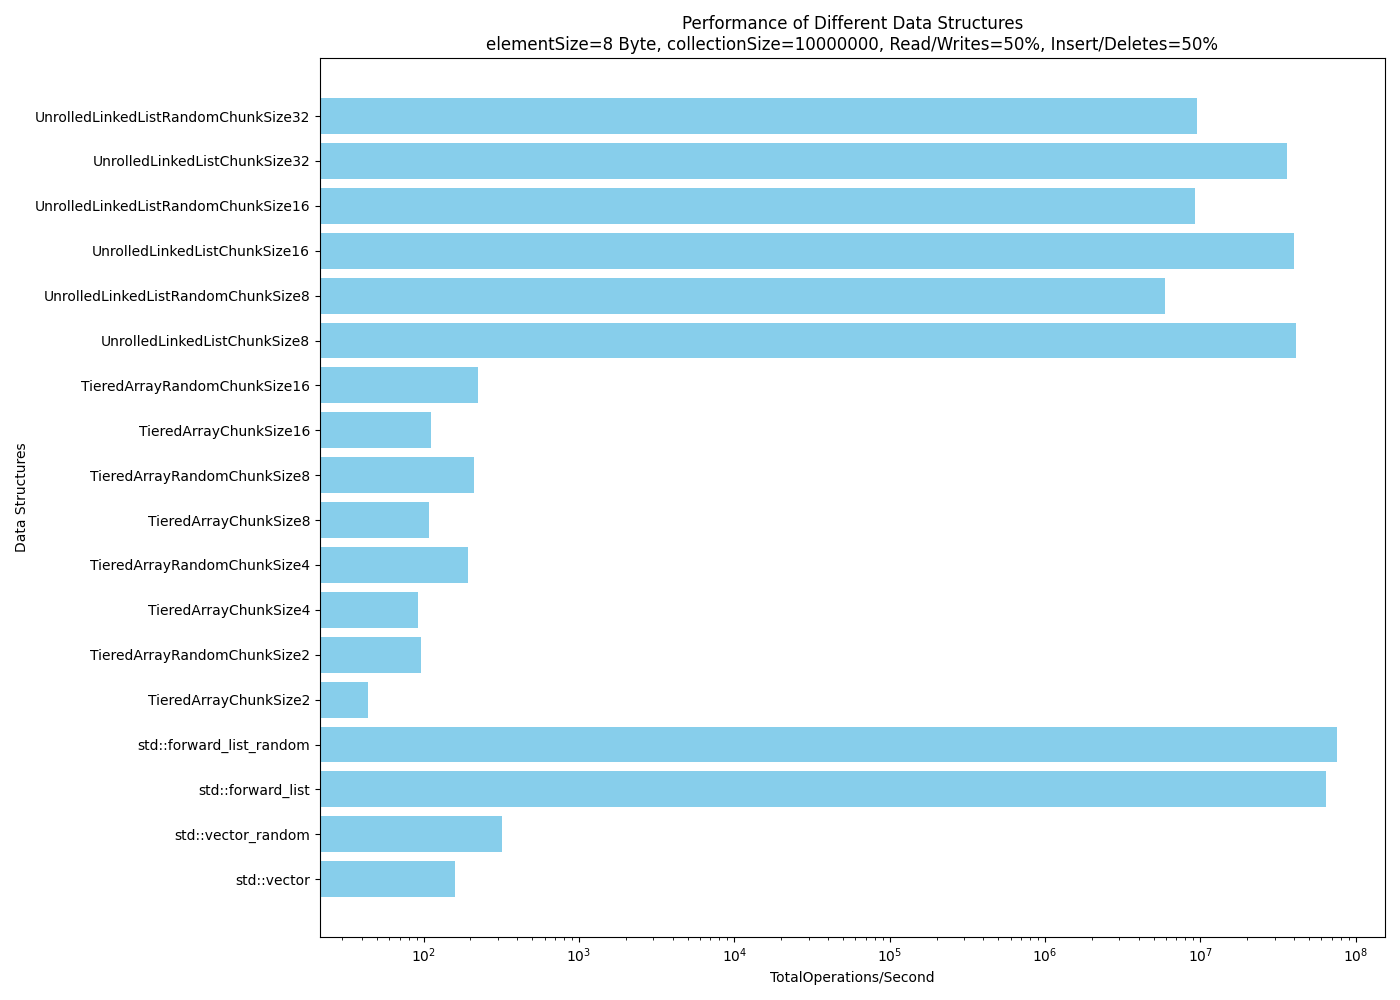 Performance of Different Data Structures
elementSize=8 Byte, collectionSize=10000000, Read/Writes=50%, Insert/Deletes=50%
Data Structures
UnrolledLinkedListRandomChunkSize32
UnrolledLinkedListChunkSize32
UnrolledLinkedListRandomChunkSize16
UnrolledLinkedListChunkSize16
UnrolledLinkedListRandomChunkSize8
UnrolledLinkedListChunkSize8
TieredArrayRandomChunkSize16
TieredArrayChunkSize16
TieredArrayRandomChunkSize8
TieredArrayChunkSize8
TieredArrayRandomChunkSize4
TieredArrayChunkSize4
TieredArrayRandomChunkSize2
TieredArrayChunkSize2
std::forward_list_random
std::forward_list
std::vector_random
std::vector
10² 10³ 10⁴ 10⁵ 10⁶ 10⁷ 10⁸
TotalOperations/Second